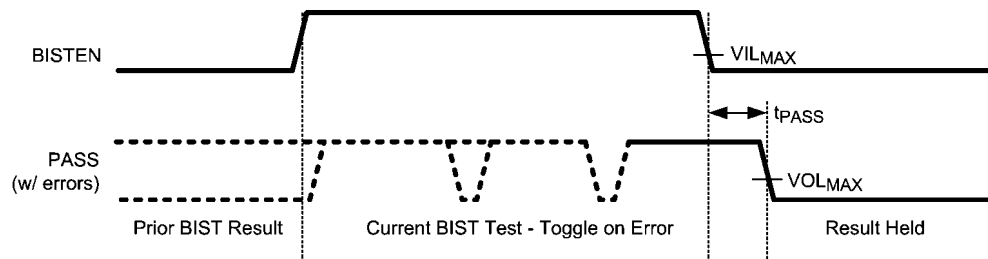 BISTEN
VILMAX
tPASS
PASS
(w/ errors)
VOLMAX
Prior BIST Result
Current BIST Test - Toggle on Error
Result Held